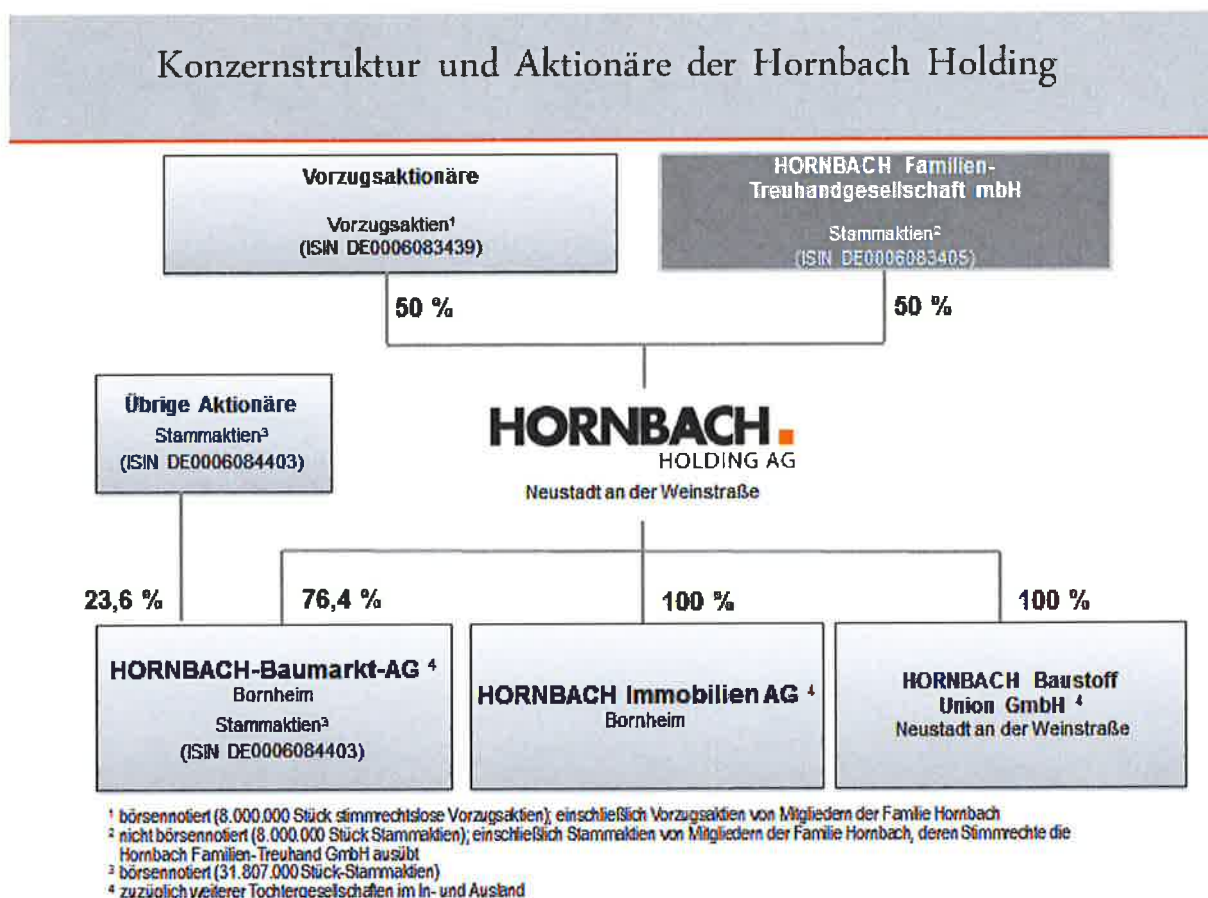 Konzernstruktur und Aktionäre der Hornbach Holding
Vorzugsaktionäre
Vorzugsaktien¹
(ISIN DE0006083439)
HORNBACH Familien-
Treuhandgesellschaft mbH
Stammaktien²
(ISIN DE0006083405)
50 %
50 %
Übrige Aktionäre
Stammaktien³
(ISIN DE0006084403)
HORNBACH
HOLDING AG
Neustadt an der Weinstraße
23,6 %
76,4 %
100 %
100 %
HORNBACH-Baumarkt-AG ⁴
Bornheim
Stammaktien³
(ISIN DE0006084403)
HORNBACH Immobilien AG ⁴
Bornheim
HORNBACH Baustoff
Union GmbH ⁴
Neustadt an der Weinstraße
¹ börsennotiert (8.000.000 Stück stimmrechtslose Vorzugsaktien); einschließlich Vorzugsaktien von Mitgliedern der Familie Hornbach
² nicht börsennotiert (8.000.000 Stück Stammaktien); einschließlich Stammaktien von Mitgliedern der Familie Hornbach, deren Stimmrechte die
Hornbach Familien-Treuhand GmbH ausübt
³ börsennotiert (31.807.000 Stück-Stammaktien)
⁴ zuzüglich weiterer Tochtergesellschaften im In- und Ausland